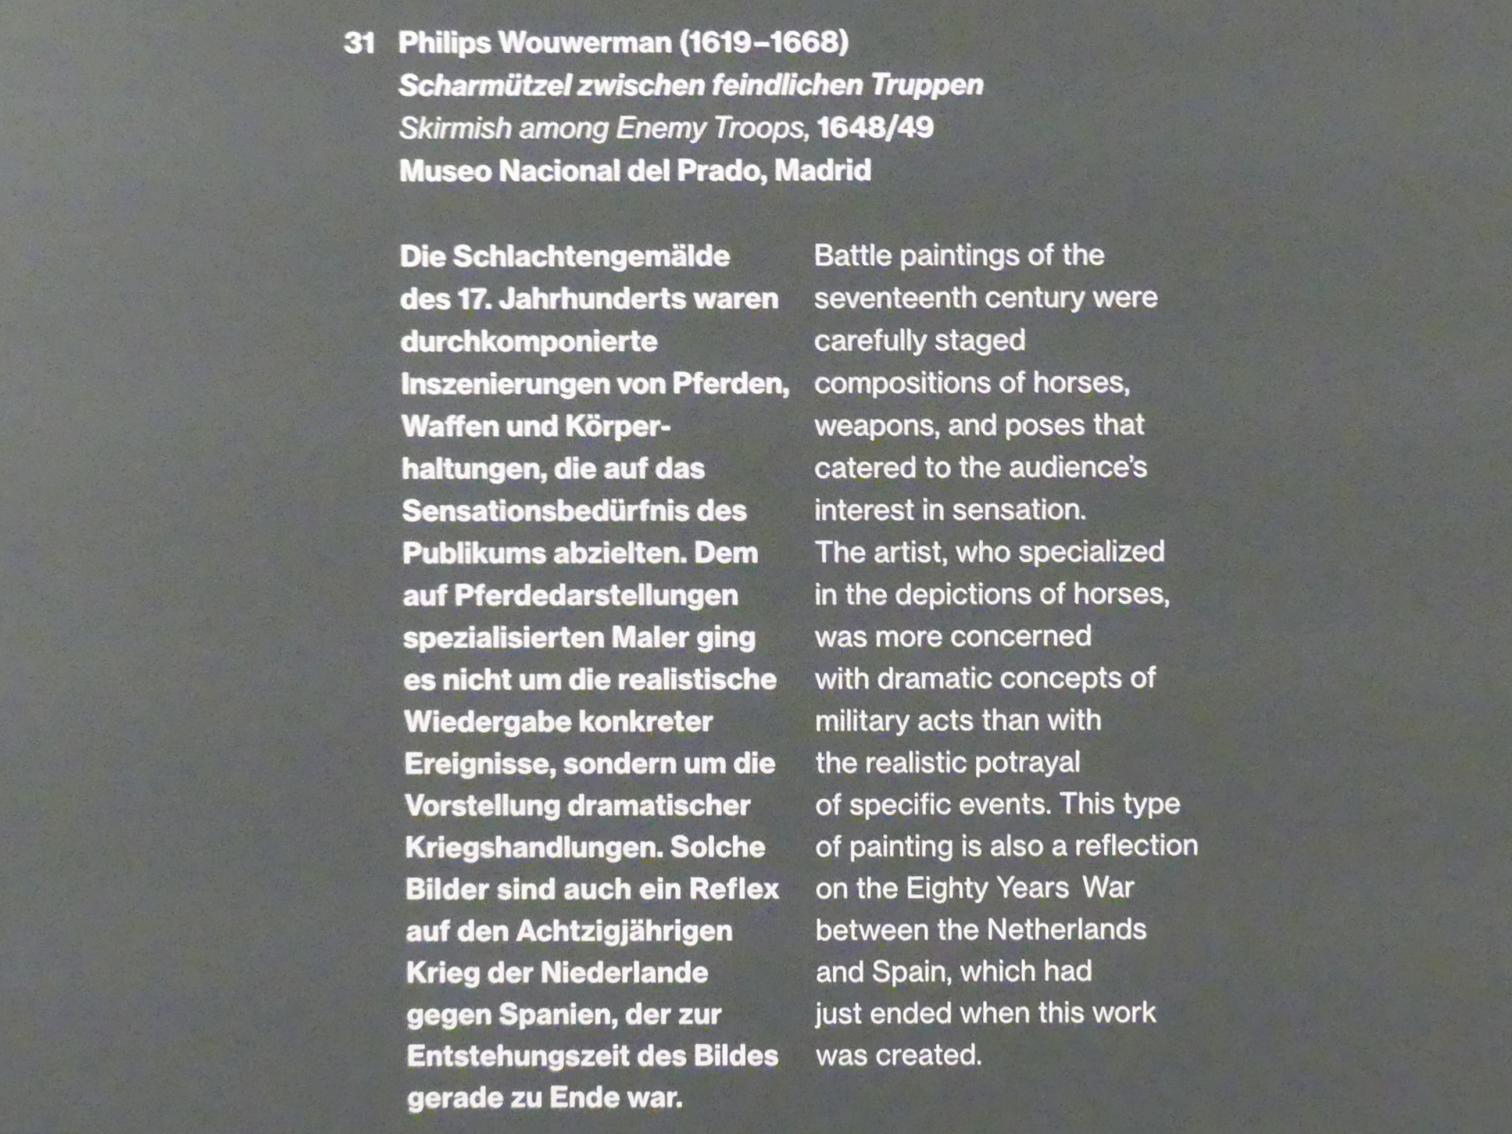 31 Philips Wouwerman (1619–1668)
Scharmützel zwischen feindlichen Truppen
Skirmish among Enemy Troops, 1648/49
Museo Nacional del Prado, Madrid
Die Schlachtengemälde
des 17. Jahrhunderts waren
durchkomponierte
Inszenierungen von Pferden,
Waffen und Körper-
haltungen, die auf das
Sensationsbedürfnis des
Publikums abzielten. Dem
auf Pferdedarstellungen
spezialisierten Maler ging
es nicht um die realistische
Wiedergabe konkreter
Ereignisse, sondern um die
Vorstellung dramatischer
Kriegshandlungen. Solche
Bilder sind auch ein Reflex
auf den Achtzigjährigen
Krieg der Niederlande
gegen Spanien, der zur
Entstehungszeit des Bildes
gerade zu Ende war.
Battle paintings of the
seventeenth century were
carefully staged
compositions of horses,
weapons, and poses that
catered to the audience’s
interest in sensation.
The artist, who specialized
in the depictions of horses,
was more concerned
with dramatic concepts of
military acts than with
the realistic potrayal
of specific events. This type
of painting is also a reflection
on the Eighty Years War
between the Netherlands
and Spain, which had
just ended when this work
was created.